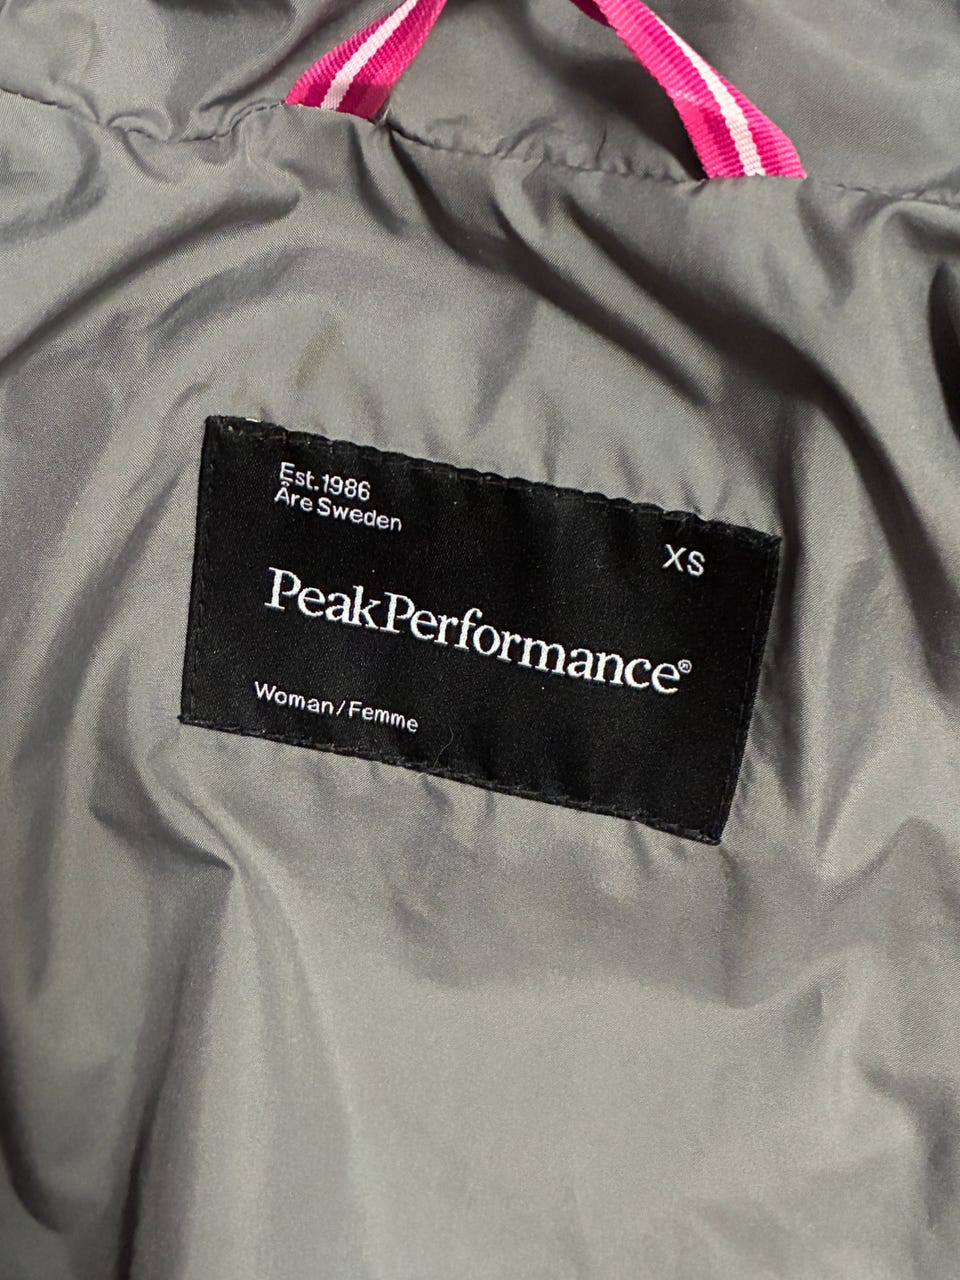 Est.1986
Åre Sweden
XS
PeakPerformance®
Woman/Femme